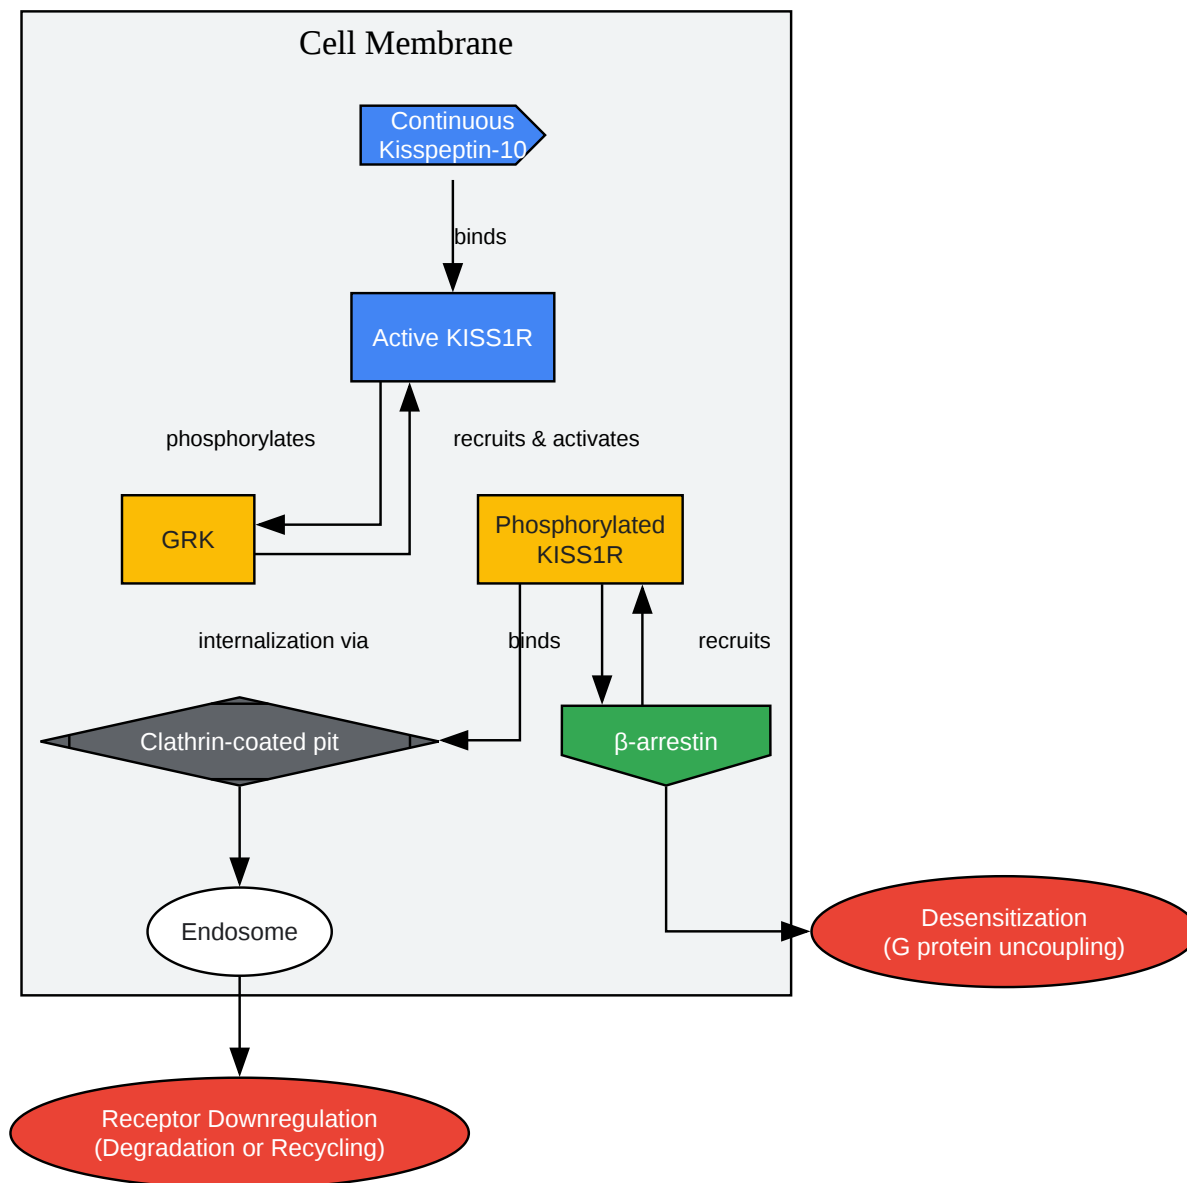 Cell Membrane
Continuous
Kisspeptin-10
binds
Active KISS1R
phosphorylates
recruits & activates
GRK
Phosphorylated
KISS1R
internalization via
binds
recruits
Clathrin-coated pit
β-arrestin
Endosome
Desensitization
(G protein uncoupling)
Receptor Downregulation
(Degradation or Recycling)